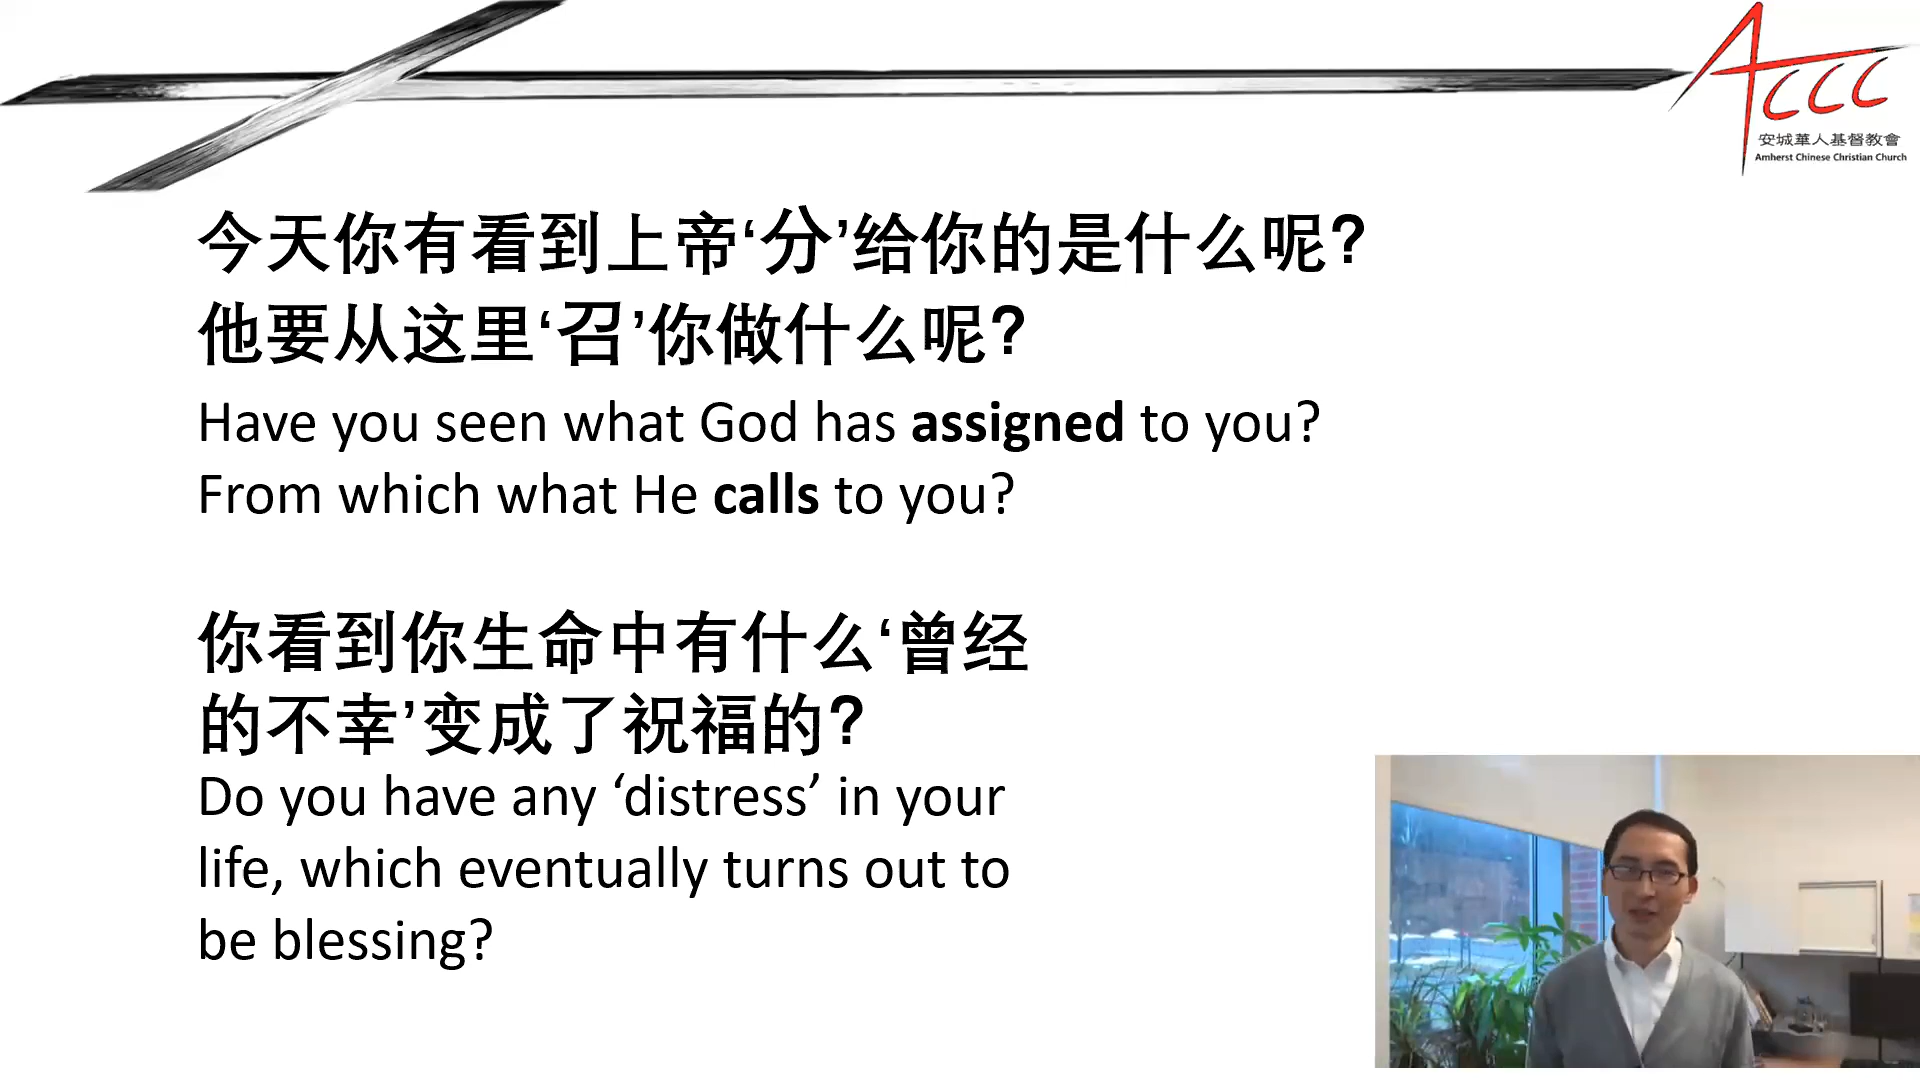 ACCC
安城華人基督教會
Amherst Chinese Christian Church
今天你有看到上帝‘分’给你的是什么呢?
他要从这里‘召’你做什么呢?
Have you seen what God has assigned to you?
From which what He calls to you?
你看到你生命中有什么‘曾经
的不幸’变成了祝福的?
Do you have any ‘distress’ in your
life, which eventually turns out to
be blessing?